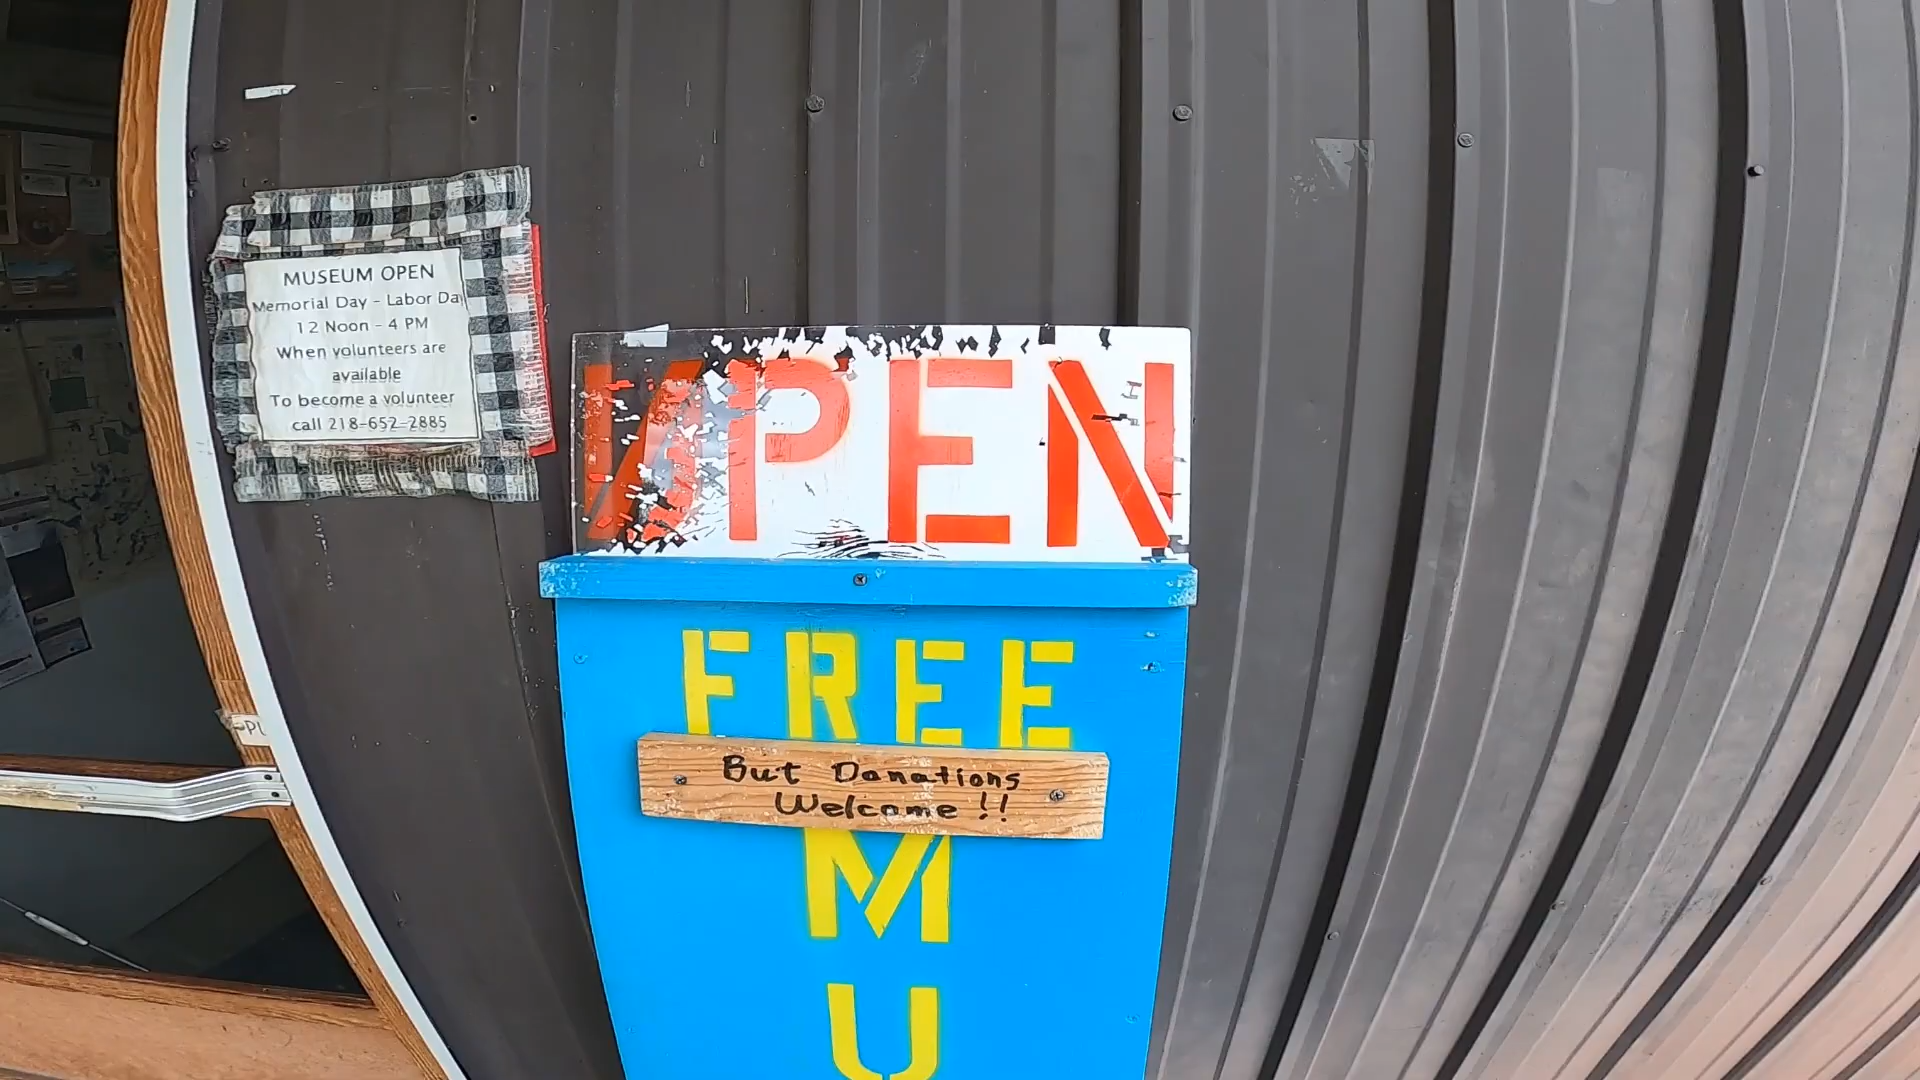 MUSEUM OPEN
Memorial Day - Labor Da
12 Noon - 4 PM
When volunteers are
available
To become a volunteer
call 218-652-2885
OPEN
FREE
But Donations
Welcome !!
M
U